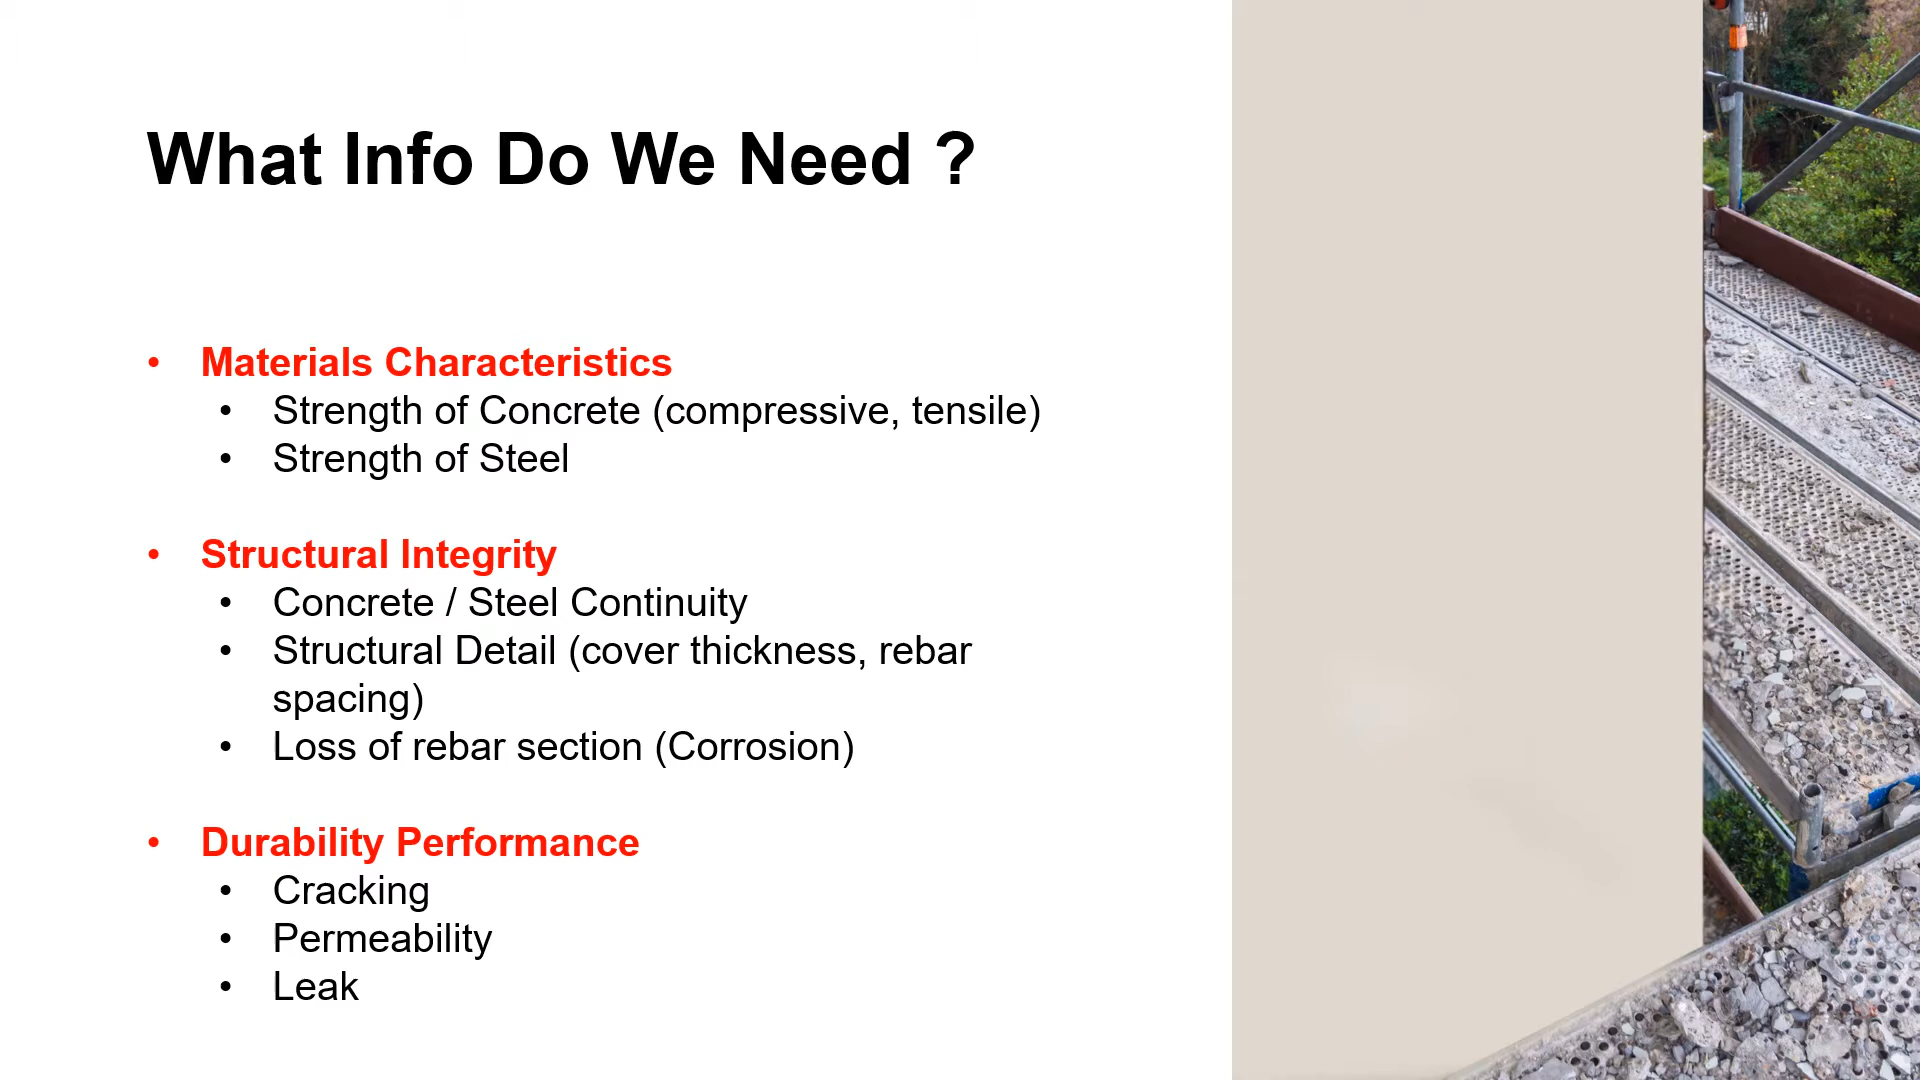 What Info Do We Need ?
• Materials Characteristics
• Strength of Concrete (compressive, tensile)
• Strength of Steel
• Structural Integrity
• Concrete / Steel Continuity
• Structural Detail (cover thickness, rebar
spacing)
• Loss of rebar section (Corrosion)
• Durability Performance
• Cracking
• Permeability
• Leak